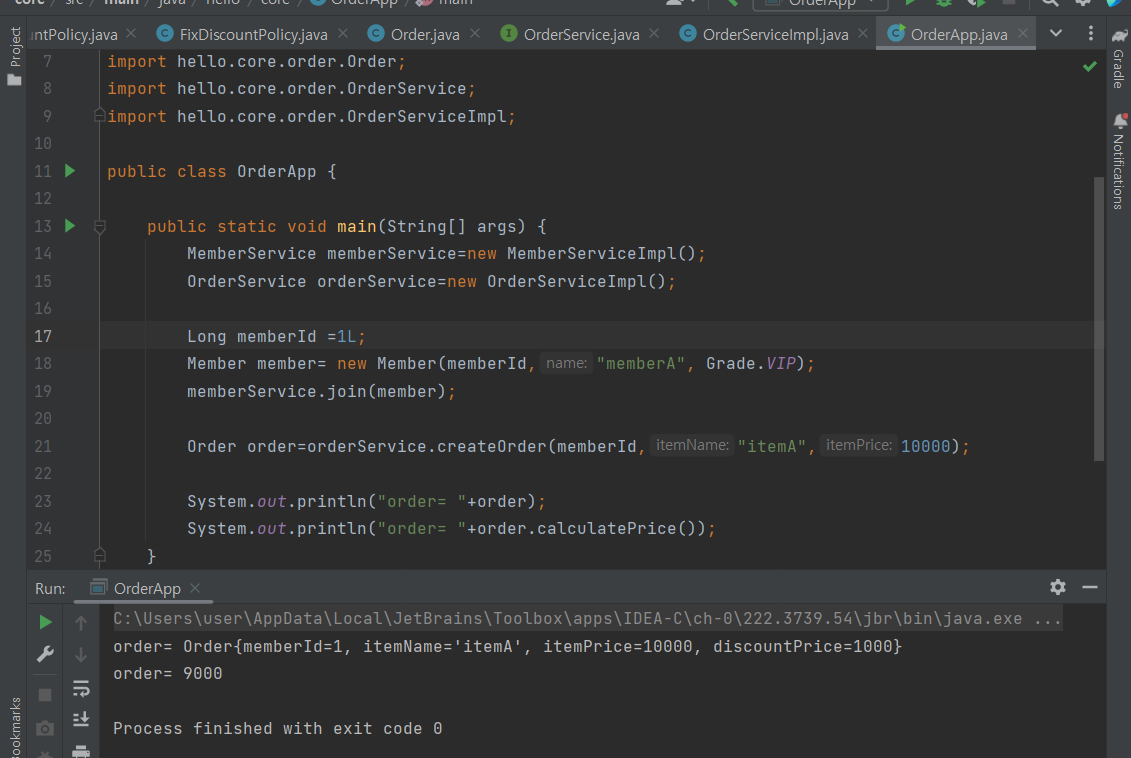 core src main java hello core OrderApp main OrderApp
untPolicy.java FixDiscountPolicy.java Order.java OrderService.java OrderServiceImpl.java OrderApp.java
Project
7 import hello.core.order.Order;
8 import hello.core.order.OrderService;
9 import hello.core.order.OrderServiceImpl;
10
11 public class OrderApp {
12
13 public static void main(String[] args) {
14 MemberService memberService=new MemberServiceImpl();
15 OrderService orderService=new OrderServiceImpl();
16
17 Long memberId =1L;
18 Member member= new Member(memberId, name: "memberA", Grade.VIP);
19 memberService.join(member);
20
21 Order order=orderService.createOrder(memberId, itemName: "itemA", itemPrice: 10000);
22
23 System.out.println("order= "+order);
24 System.out.println("order= "+order.calculatePrice());
25 }
Gradle
Notifications
Run: OrderApp
C:\Users\user\AppData\Local\JetBrains\Toolbox\apps\IDEA-C\ch-0\222.3739.54\jbr\bin\java.exe ...
order= Order{memberId=1, itemName='itemA', itemPrice=10000, discountPrice=1000}
order= 9000
Process finished with exit code 0
Bookmarks